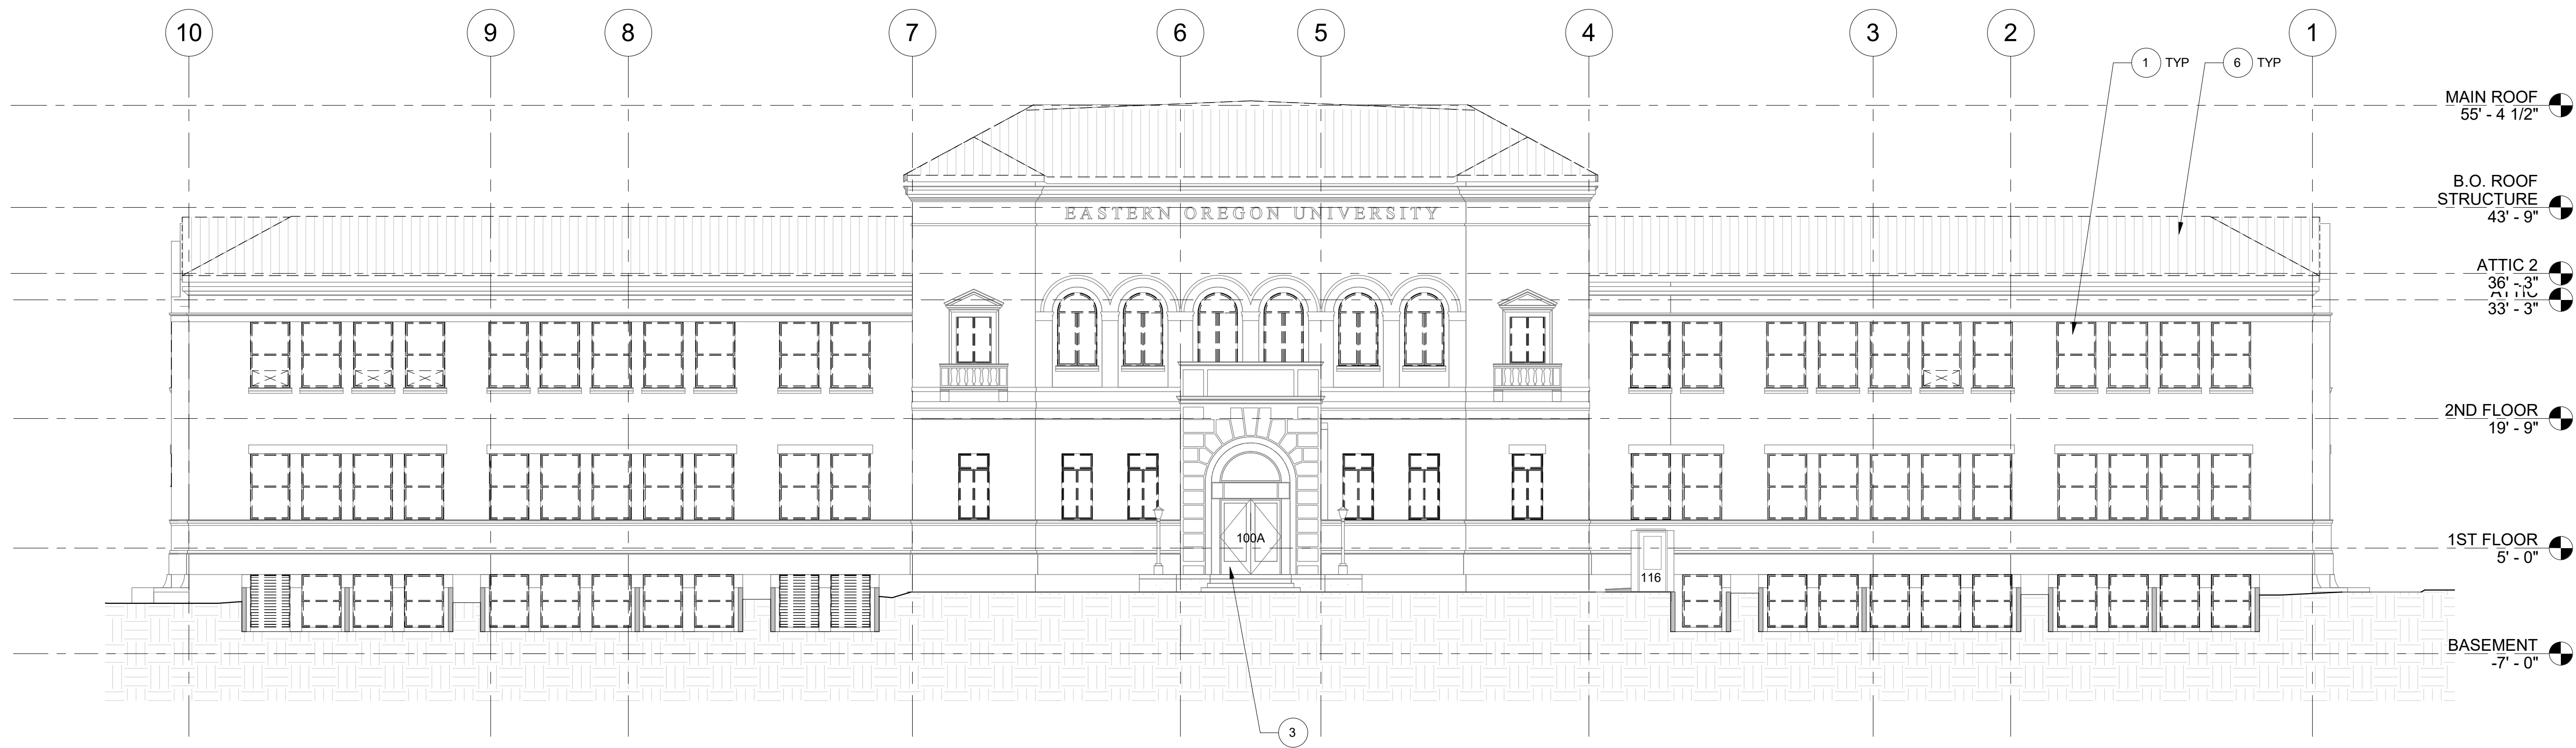 10
9
8
7
6
5
4
3
2
1
1 TYP
6 TYP
MAIN ROOF
55' - 4 1/2"
B.O. ROOF
STRUCTURE
43' - 9"
EASTERN OREGON UNIVERSITY
ATTIC 2
36' - 3"
ATTIC
33' - 3"
2ND FLOOR
19' - 9"
100A
1ST FLOOR
5' - 0"
116
BASEMENT
-7' - 0"
3